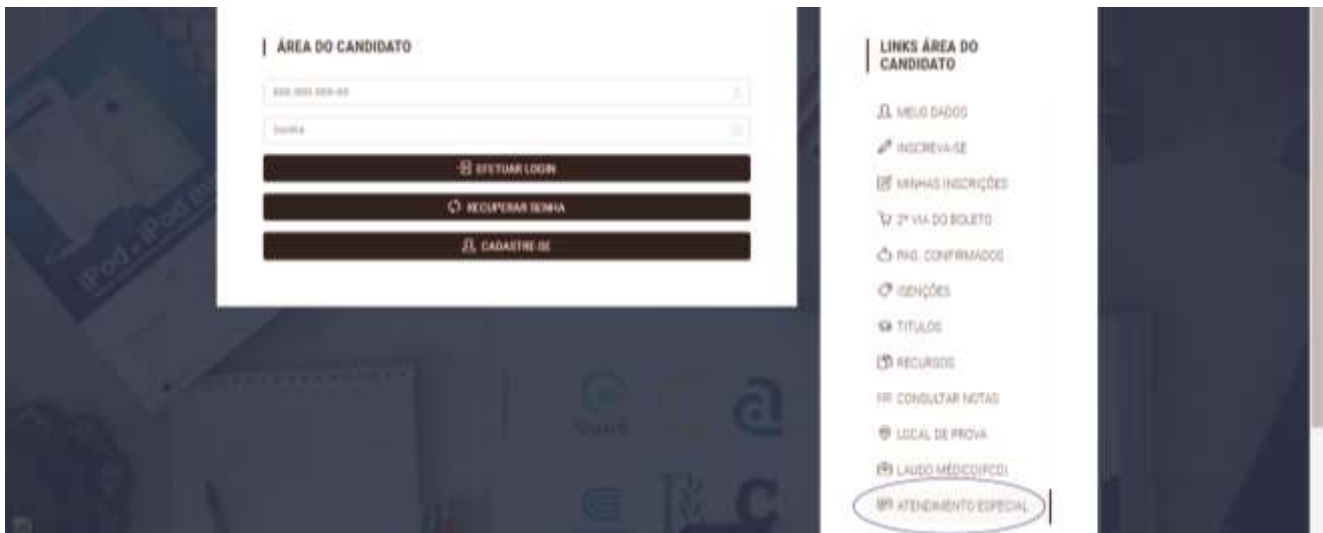 ÁREA DO CANDIDATO
Senha
EFETUAR LOGIN
RECUPERAR SENHA
CADASTRE-SE
LINKS ÁREA DO
CANDIDATO
MEUS DADOS
INSCREVA-SE
MINHAS INSCRIÇÕES
2ª VIA DO BOLETO
PAG. CONFIRMADOS
ISENÇÕES
TITULOS
RECURSOS
CONSULTAR NOTAS
LOCAL DE PROVA
LAUDO MÉDICO(PCD)
ATENDIMENTO ESPECIAL
iPod